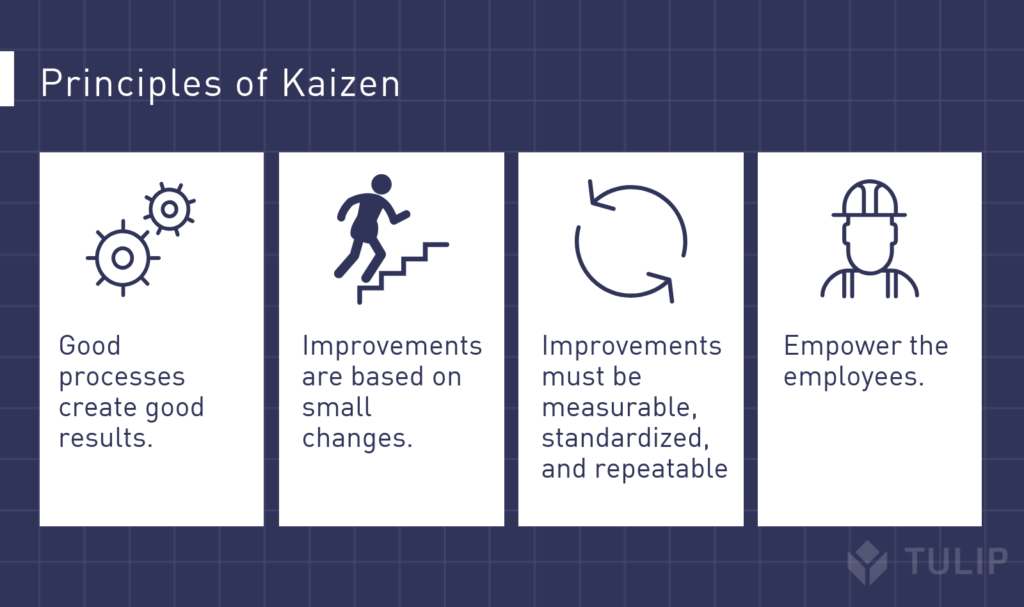 Principles of Kaizen
Good
processes
create good
results.
Improvements
are based on
small
changes.
Improvements
must be
measurable,
standardized,
and repeatable
Empower the
employees.
TULIP